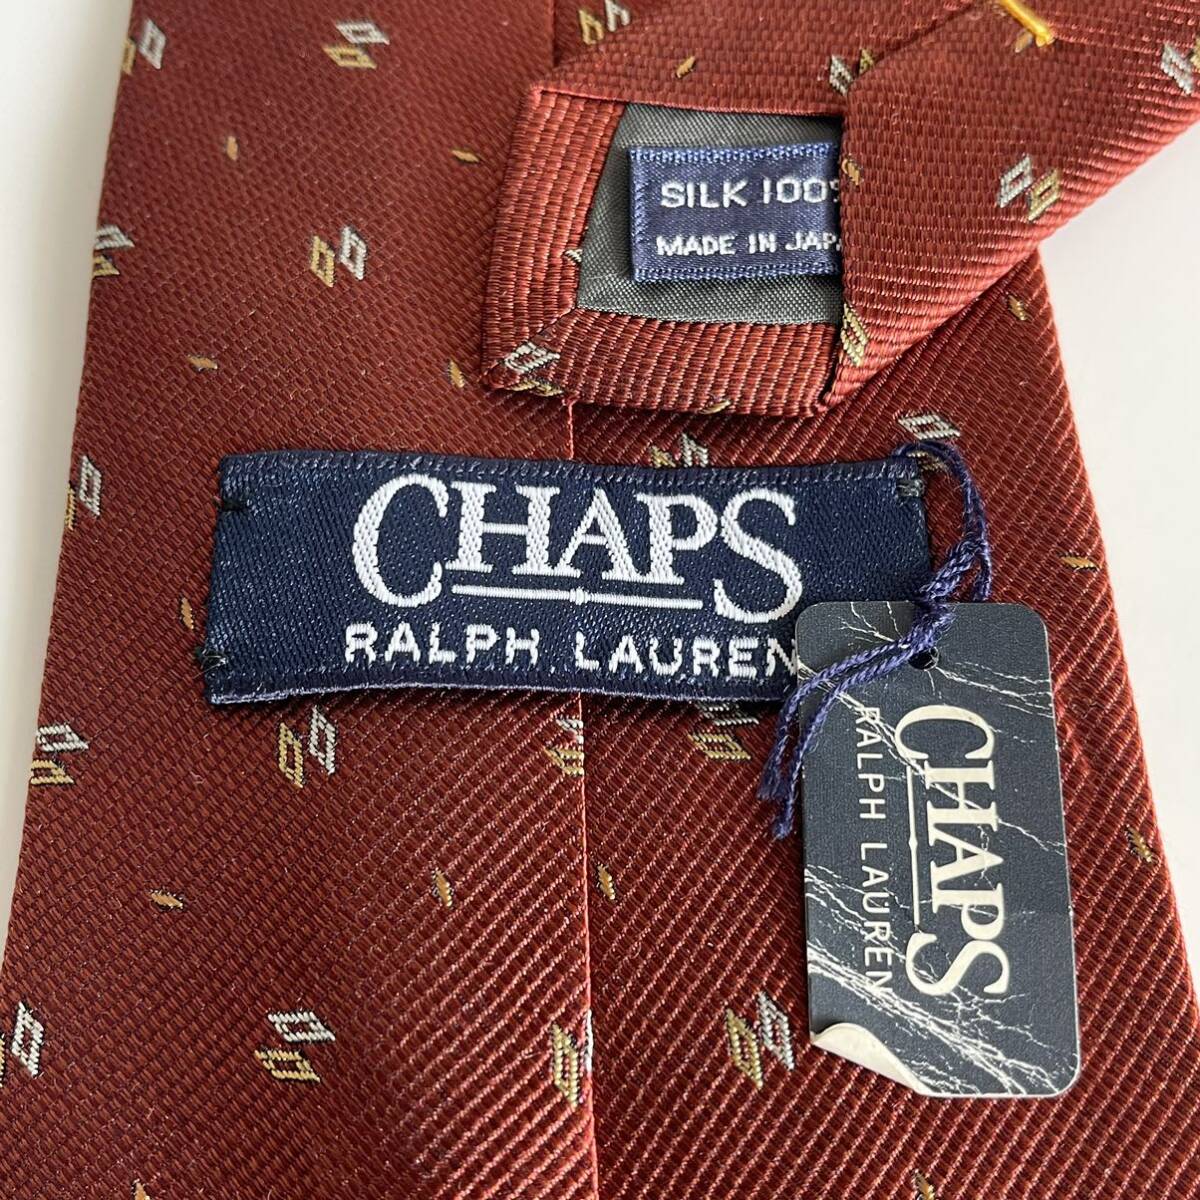 SILK 100%
MADE IN JAPA
CHAPS
RALPH LAUREN
CHAPS
RALPH LAUREN